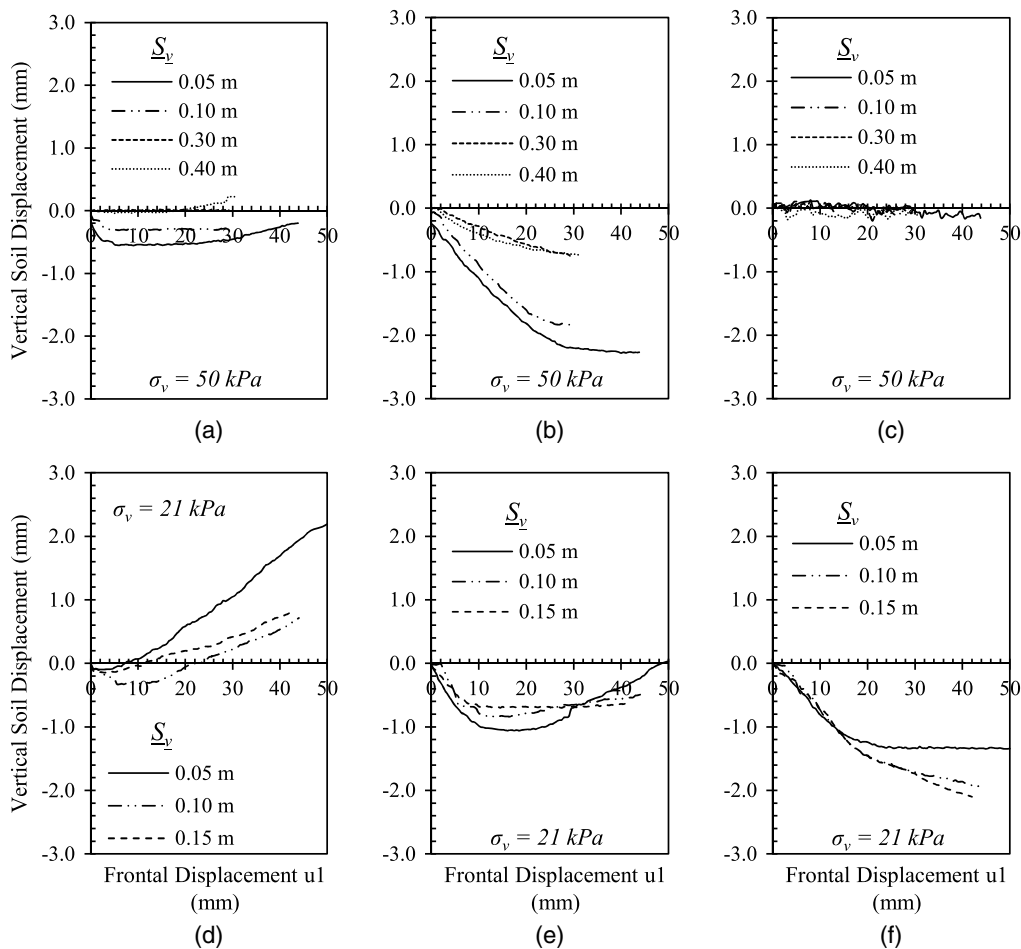 3.0
2.0
1.0
0.0
-1.0
-2.0
-3.0
Vertical Soil Displacement (mm)
S_v
0.05 m
0.10 m
0.30 m
0.40 m
0 10 20 30 40 50
σ_v = 50 kPa
(a)
3.0
2.0
1.0
0.0
-1.0
-2.0
-3.0
S_v
0.05 m
0.10 m
0.30 m
0.40 m
0 10 20 30 40 50
σ_v = 50 kPa
(b)
3.0
2.0
1.0
0.0
-1.0
-2.0
-3.0
S_v
0.05 m
0.10 m
0.30 m
0.40 m
0 10 20 30 40 50
σ_v = 50 kPa
(c)
3.0
2.0
1.0
0.0
-1.0
-2.0
-3.0
Vertical Soil Displacement (mm)
σ_v = 21 kPa
0 10 20 30 40 50
S_v
0.05 m
0.10 m
0.15 m
Frontal Displacement u1
(mm)
(d)
3.0
2.0
1.0
0.0
-1.0
-2.0
-3.0
S_v
0.05 m
0.10 m
0.15 m
0 10 20 30 40 50
σ_v = 21 kPa
Frontal Displacement u1
(mm)
(e)
3.0
2.0
1.0
0.0
-1.0
-2.0
-3.0
S_v
0.05 m
0.10 m
0.15 m
0 10 20 30 40 50
σ_v = 21 kPa
Frontal Displacement u1
(mm)
(f)